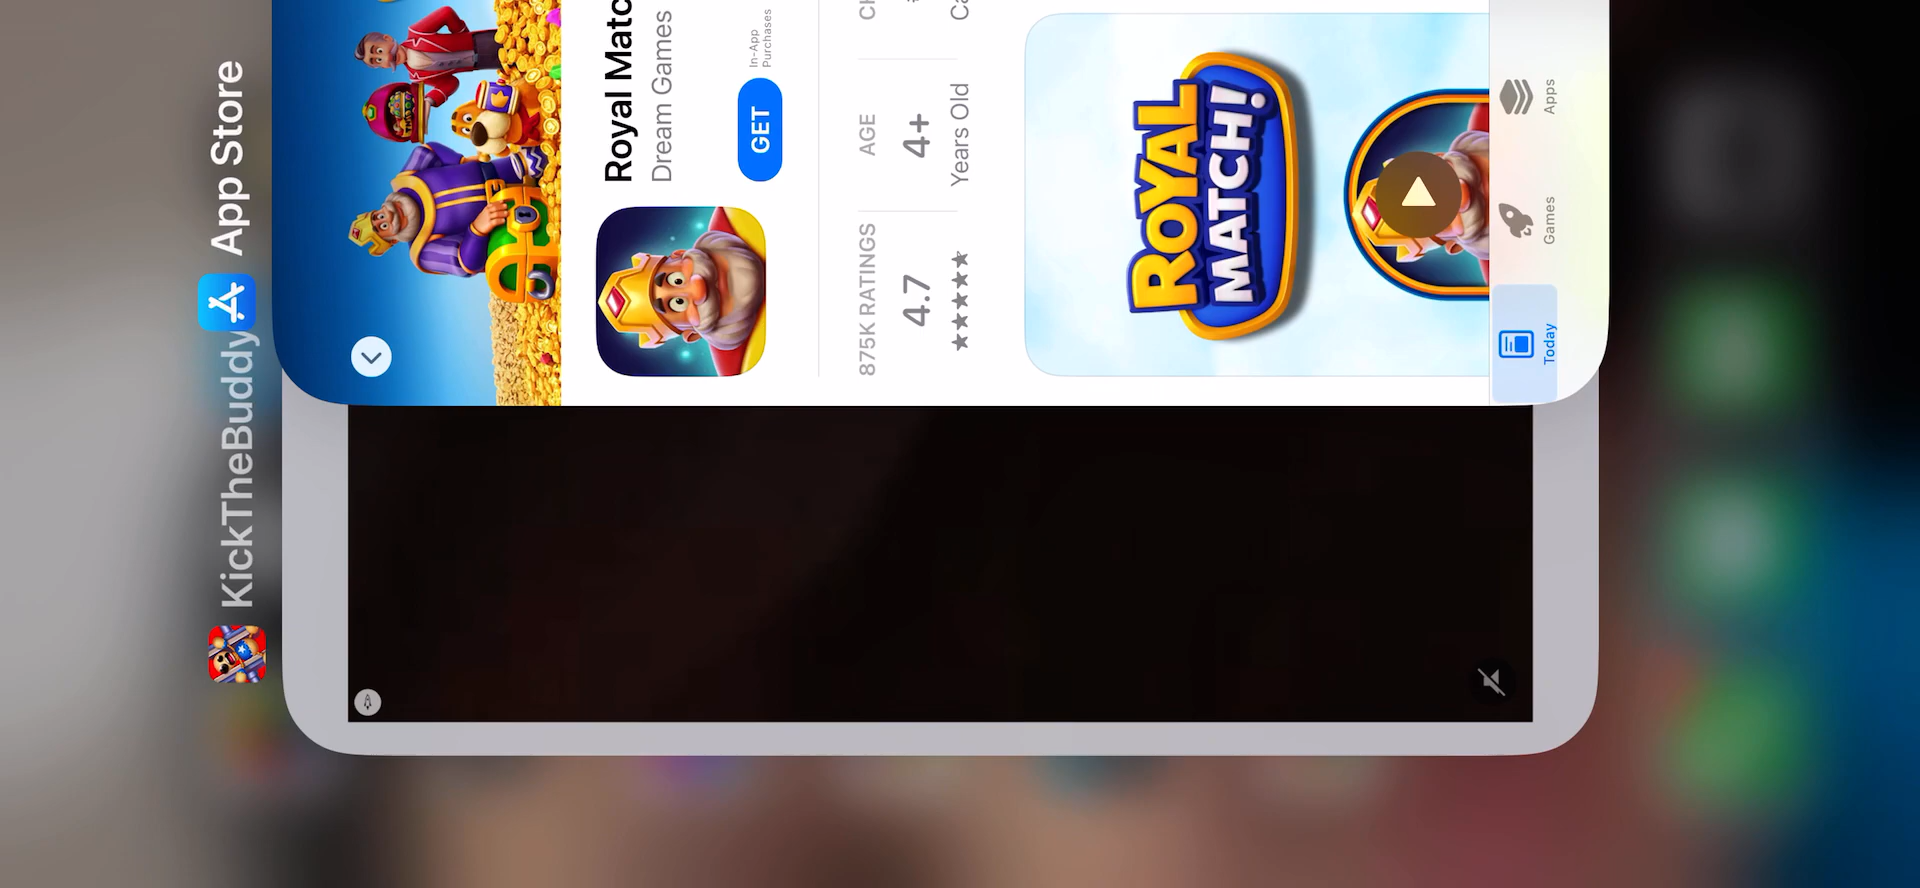 KickTheBuddy
App Store
Royal Matc
Dream Games
GET
In-App
Purchases
875K RATINGS
4.7
AGE
4+
Years Old
ROYAL
MATCH!
Today
Games
Apps